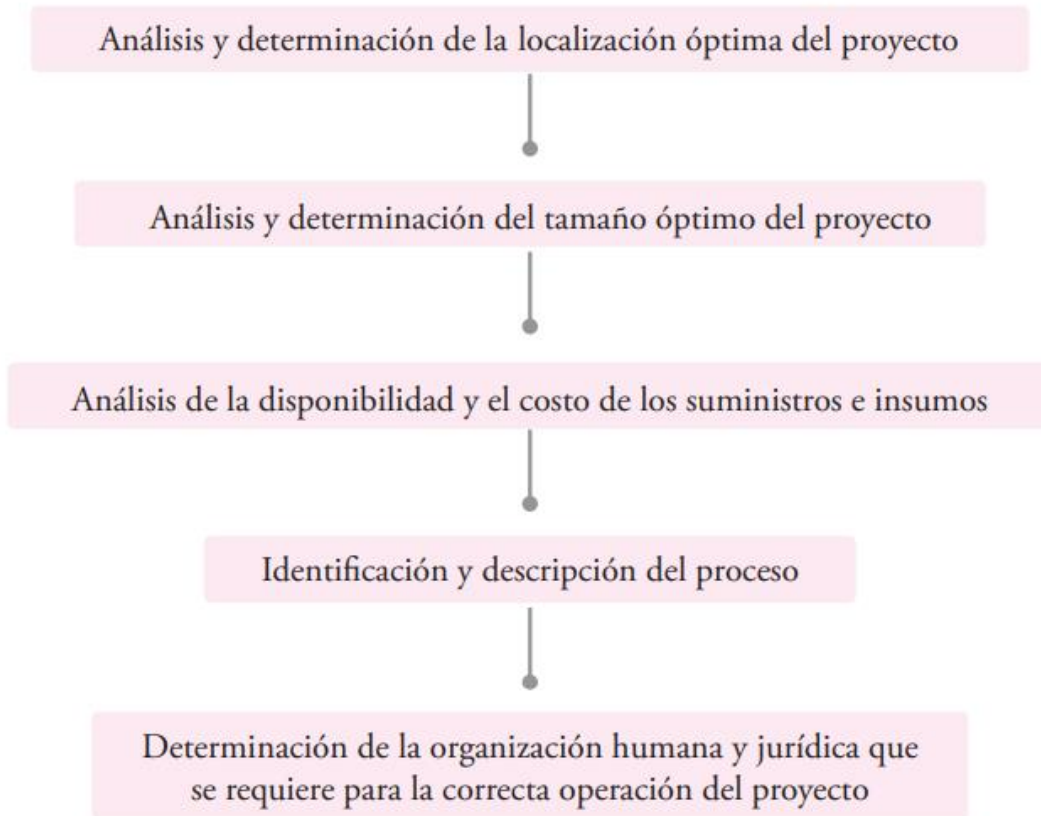 Análisis y determinación de la localización óptima del proyecto
Análisis y determinación del tamaño óptimo del proyecto
Análisis de la disponibilidad y el costo de los suministros e insumos
Identificación y descripción del proceso
Determinación de la organización humana y jurídica que
se requiere para la correcta operación del proyecto